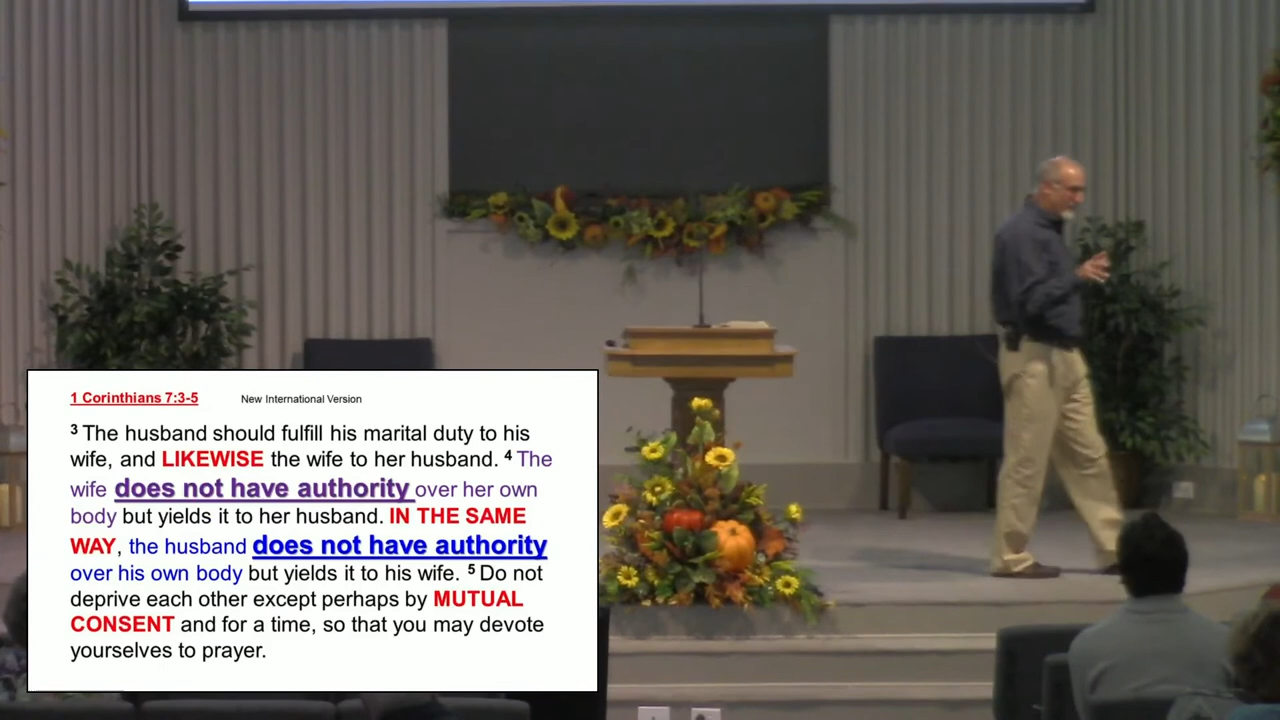 1 Corinthians 7:3-5 New International Version
3 The husband should fulfill his marital duty to his
wife, and LIKEWISE the wife to her husband. 4 The
wife does not have authority over her own
body but yields it to her husband. IN THE SAME
WAY, the husband does not have authority
over his own body but yields it to his wife. 5 Do not
deprive each other except perhaps by MUTUAL
CONSENT and for a time, so that you may devote
yourselves to prayer.